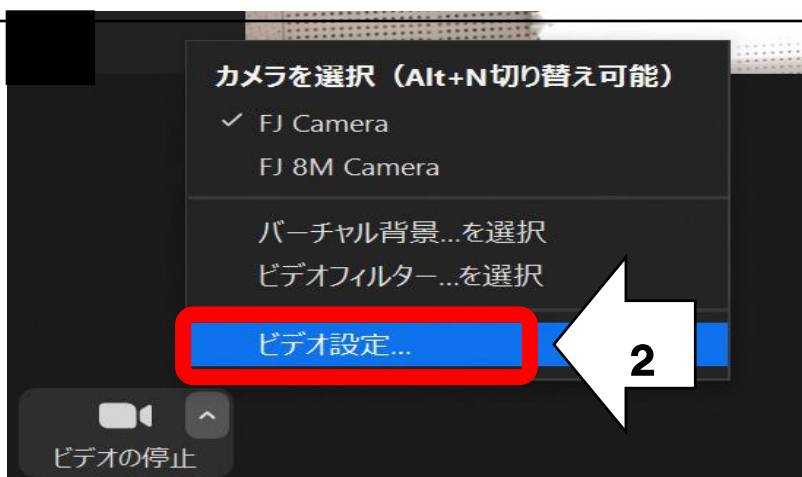 カメラを選択（Alt+N切り替え可能）
FJ Camera
FJ 8M Camera
バーチャル背景...を選択
ビデオフィルター...を選択
ビデオ設定...
2
ビデオの停止